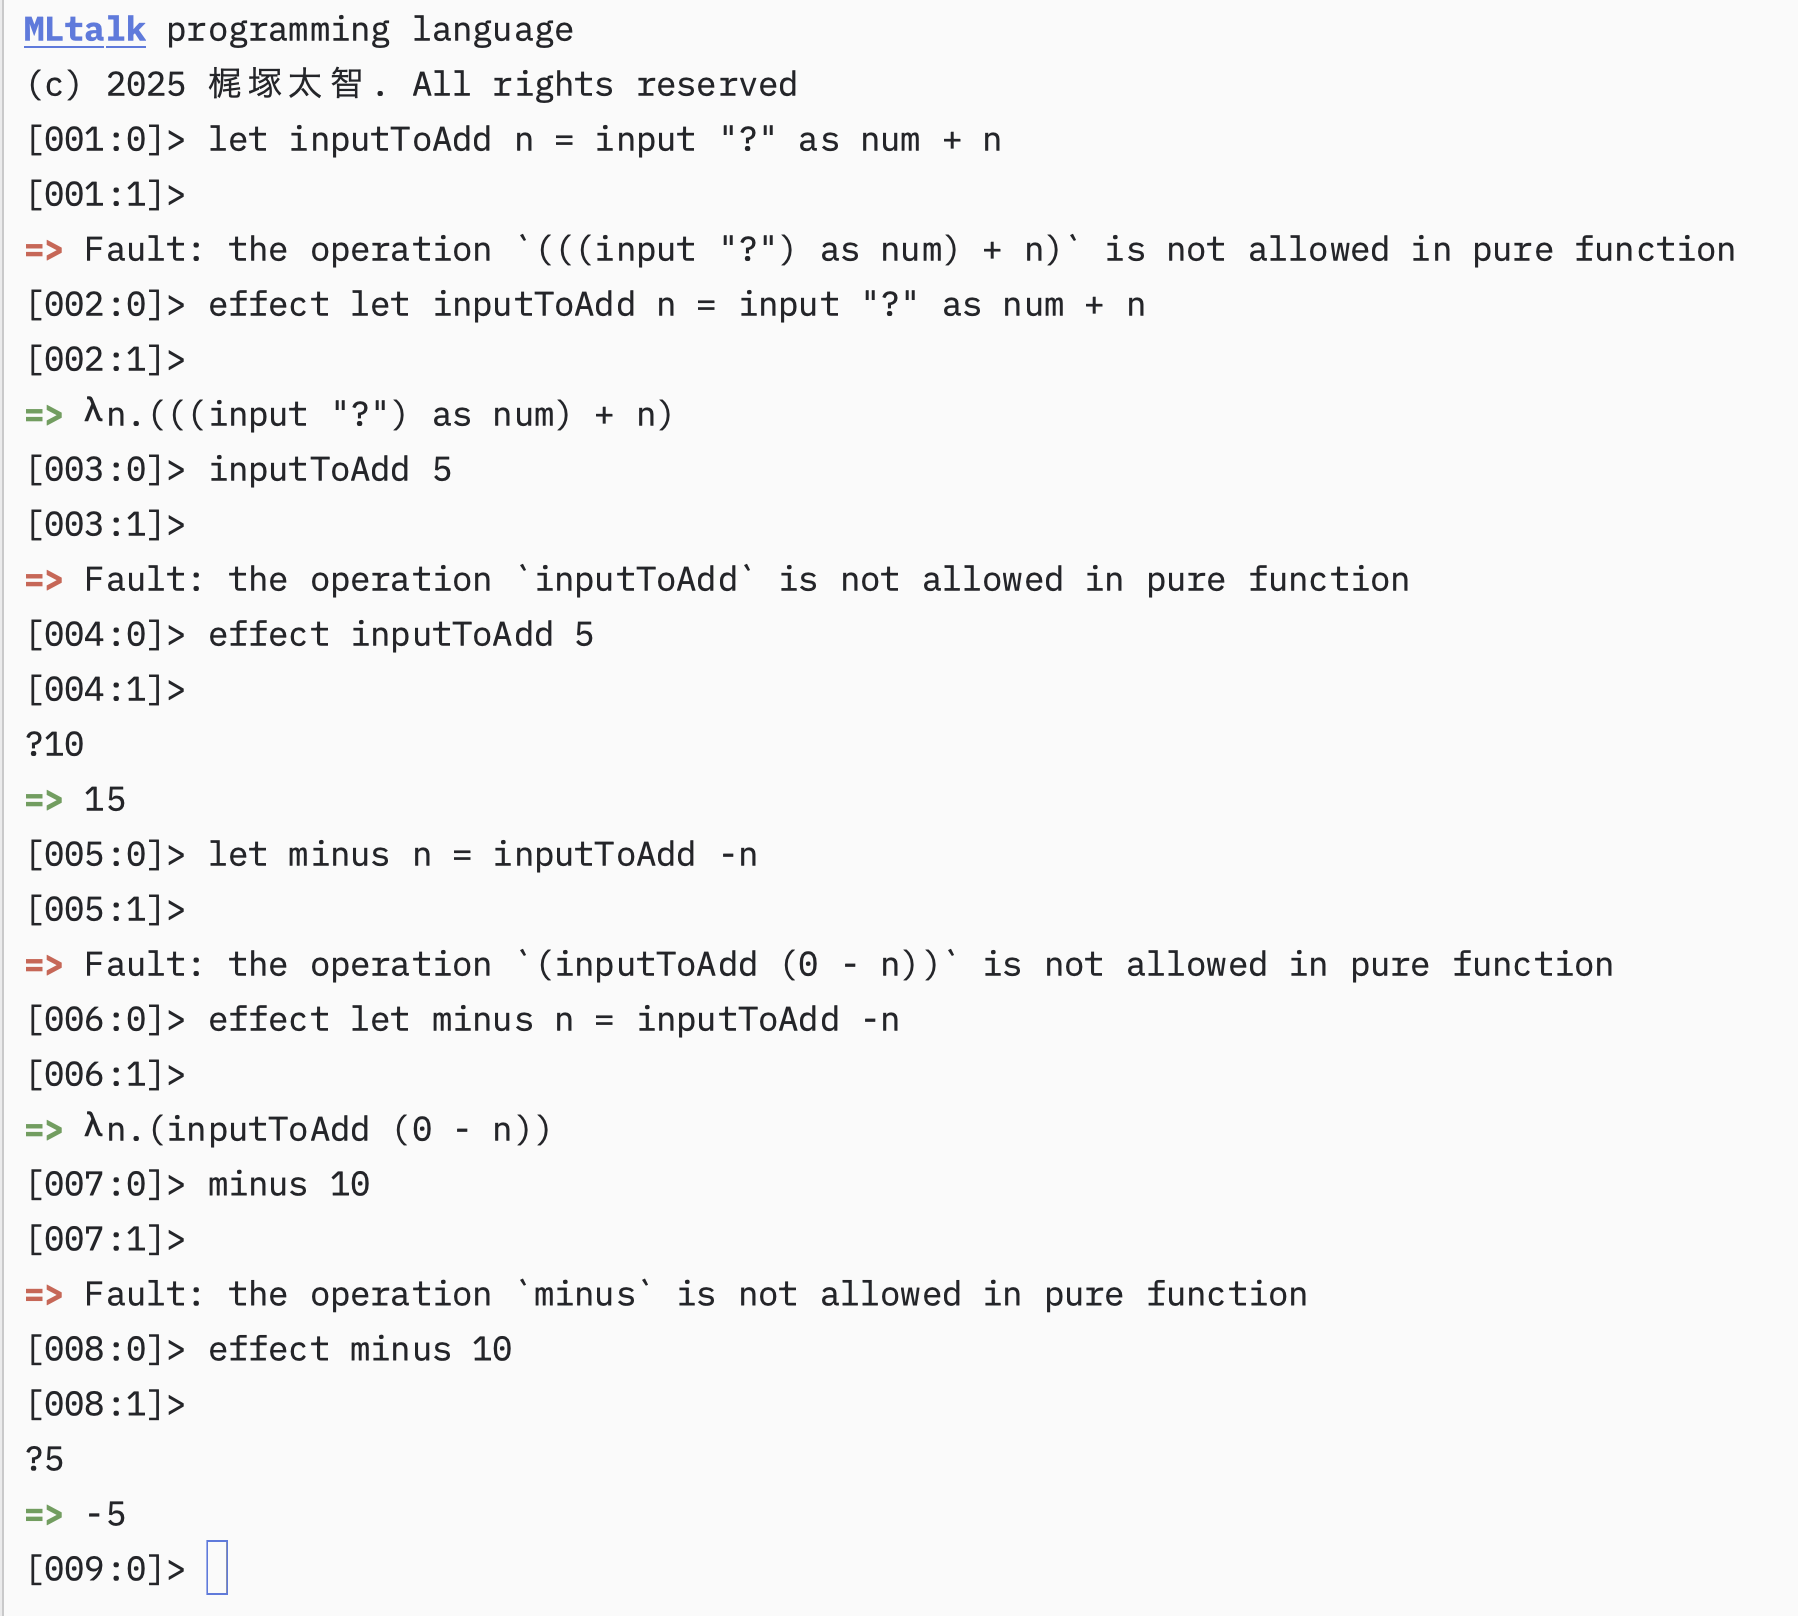 MLtalk programming language
(c) 2025 梶塚太智. All rights reserved
[001:0]> let inputToAdd n = input "?" as num + n
[001:1]>
=> Fault: the operation `(((input "?") as num) + n)` is not allowed in pure function
[002:0]> effect let inputToAdd n = input "?" as num + n
[002:1]>
=> λn.(((input "?") as num) + n)
[003:0]> inputToAdd 5
[003:1]>
=> Fault: the operation `inputToAdd` is not allowed in pure function
[004:0]> effect inputToAdd 5
[004:1]>
?10
=> 15
[005:0]> let minus n = inputToAdd -n
[005:1]>
=> Fault: the operation `(inputToAdd (0 - n))` is not allowed in pure function
[006:0]> effect let minus n = inputToAdd -n
[006:1]>
=> λn.(inputToAdd (0 - n))
[007:0]> minus 10
[007:1]>
=> Fault: the operation `minus` is not allowed in pure function
[008:0]> effect minus 10
[008:1]>
?5
=> -5
[009:0]>